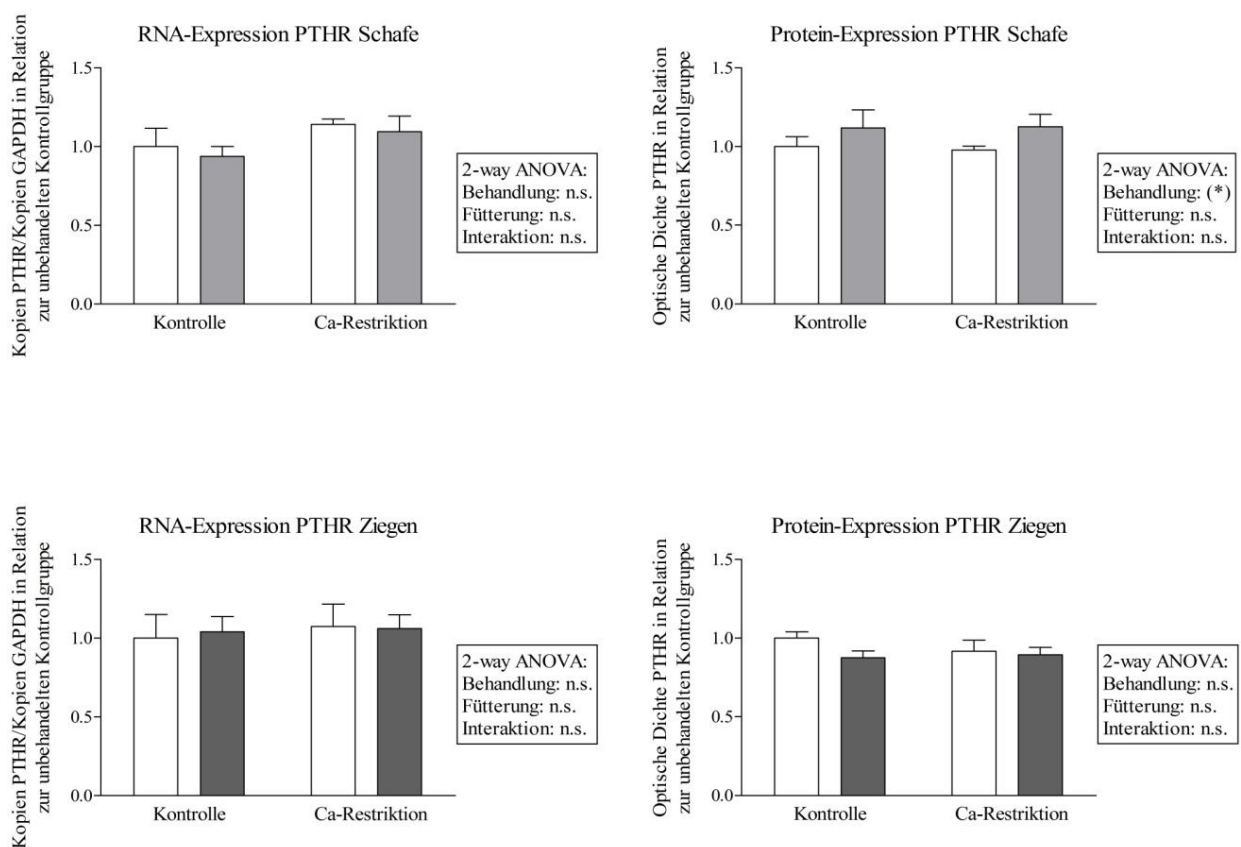 RNA-Expression PTHR Schafe
Kopien PTHR/Kopien GAPDH in Relation
zur unbehandelten Kontrollgruppe
1.5
1.0
0.5
0.0
Kontrolle
Ca-Restriktion
2-way ANOVA:
Behandlung: n.s.
Fütterung: n.s.
Interaktion: n.s.
Protein-Expression PTHR Schafe
Optische Dichte PTHR in Relation
zur unbehandelten Kontrollgruppe
1.5
1.0
0.5
0.0
Kontrolle
Ca-Restriktion
2-way ANOVA:
Behandlung: (*)
Fütterung: n.s.
Interaktion: n.s.
RNA-Expression PTHR Ziegen
Kopien PTHR/Kopien GAPDH in Relation
zur unbehandelten Kontrollgruppe
1.5
1.0
0.5
0.0
Kontrolle
Ca-Restriktion
2-way ANOVA:
Behandlung: n.s.
Fütterung: n.s.
Interaktion: n.s.
Protein-Expression PTHR Ziegen
Optische Dichte PTHR in Relation
zur unbehandelten Kontrollgruppe
1.5
1.0
0.5
0.0
Kontrolle
Ca-Restriktion
2-way ANOVA:
Behandlung: n.s.
Fütterung: n.s.
Interaktion: n.s.